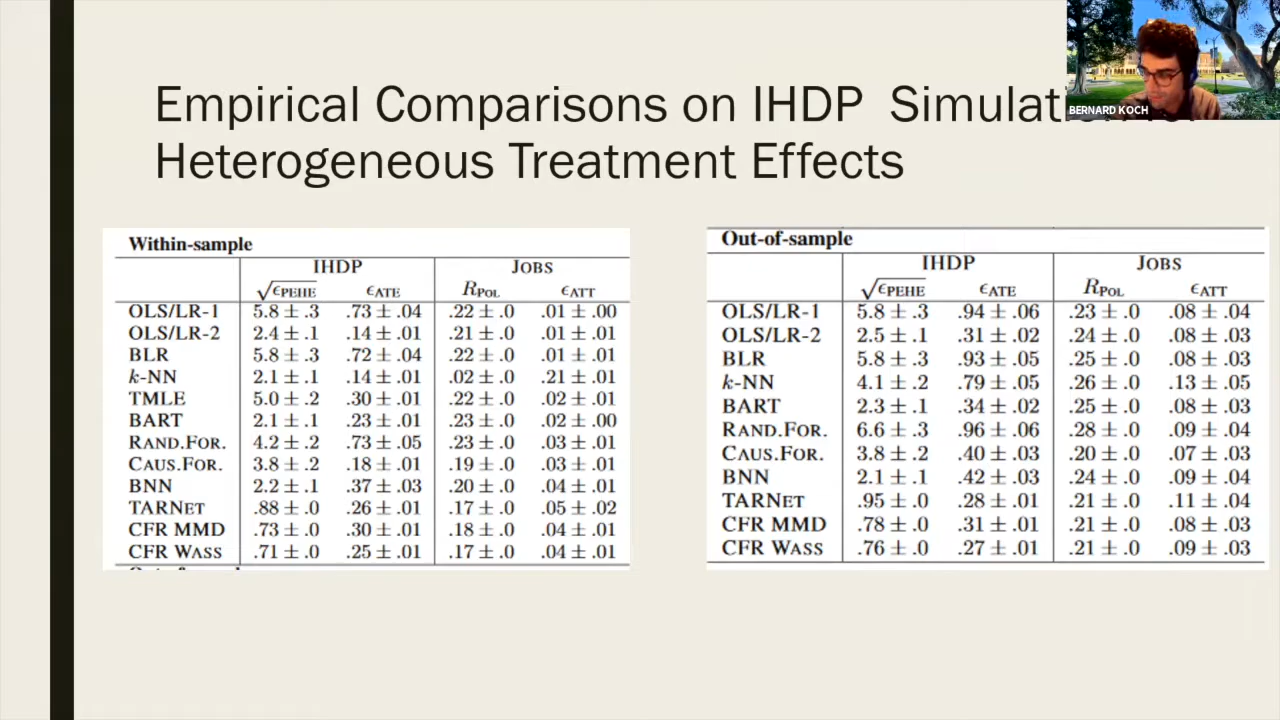 BERNARD KOCH
Empirical Comparisons on IHDP
Heterogeneous Treatment Effects
Within-sample
IHDP JOBS
√ϵPEHE ϵATE RPOL ϵATT
OLS/LR-1 5.8 ± .3 .73 ± .04 .22 ± .0 .01 ± .00
OLS/LR-2 2.4 ± .1 .14 ± .01 .21 ± .0 .01 ± .01
BLR 5.8 ± .3 .72 ± .04 .22 ± .0 .01 ± .01
k-NN 2.1 ± .1 .14 ± .01 .02 ± .0 .21 ± .01
TMLE 5.0 ± .2 .30 ± .01 .22 ± .0 .02 ± .01
BART 2.1 ± .1 .23 ± .01 .23 ± .0 .02 ± .00
RAND.FOR. 4.2 ± .2 .73 ± .05 .23 ± .0 .03 ± .01
CAUS.FOR. 3.8 ± .2 .18 ± .01 .19 ± .0 .03 ± .01
BNN 2.2 ± .1 .37 ± .03 .20 ± .0 .04 ± .01
TARNET .88 ± .0 .26 ± .01 .17 ± .0 .05 ± .02
CFR MMD .73 ± .0 .30 ± .01 .18 ± .0 .04 ± .01
CFR WASS .71 ± .0 .25 ± .01 .17 ± .0 .04 ± .01
Out-of-sample
IHDP JOBS
√ϵPEHE ϵATE RPOL ϵATT
OLS/LR-1 5.8 ± .3 .94 ± .06 .23 ± .0 .08 ± .04
OLS/LR-2 2.5 ± .1 .31 ± .02 .24 ± .0 .08 ± .03
BLR 5.8 ± .3 .93 ± .05 .25 ± .0 .08 ± .03
k-NN 4.1 ± .2 .79 ± .05 .26 ± .0 .13 ± .05
BART 2.3 ± .1 .34 ± .02 .25 ± .0 .08 ± .03
RAND.FOR. 6.6 ± .3 .96 ± .06 .28 ± .0 .09 ± .04
CAUS.FOR. 3.8 ± .2 .40 ± .03 .20 ± .0 .07 ± .03
BNN 2.1 ± .1 .42 ± .03 .24 ± .0 .09 ± .04
TARNET .95 ± .0 .28 ± .01 .21 ± .0 .11 ± .04
CFR MMD .78 ± .0 .31 ± .01 .21 ± .0 .08 ± .03
CFR WASS .76 ± .0 .27 ± .01 .21 ± .0 .09 ± .03